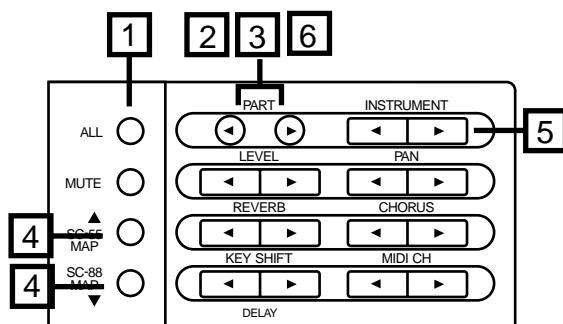 1 2 3 6
PART INSTRUMENT
ALL
5
LEVEL PAN
MUTE
REVERB CHORUS
4 SC-55
MAP
KEY SHIFT MIDI CH
4 SC-88
MAP
DELAY